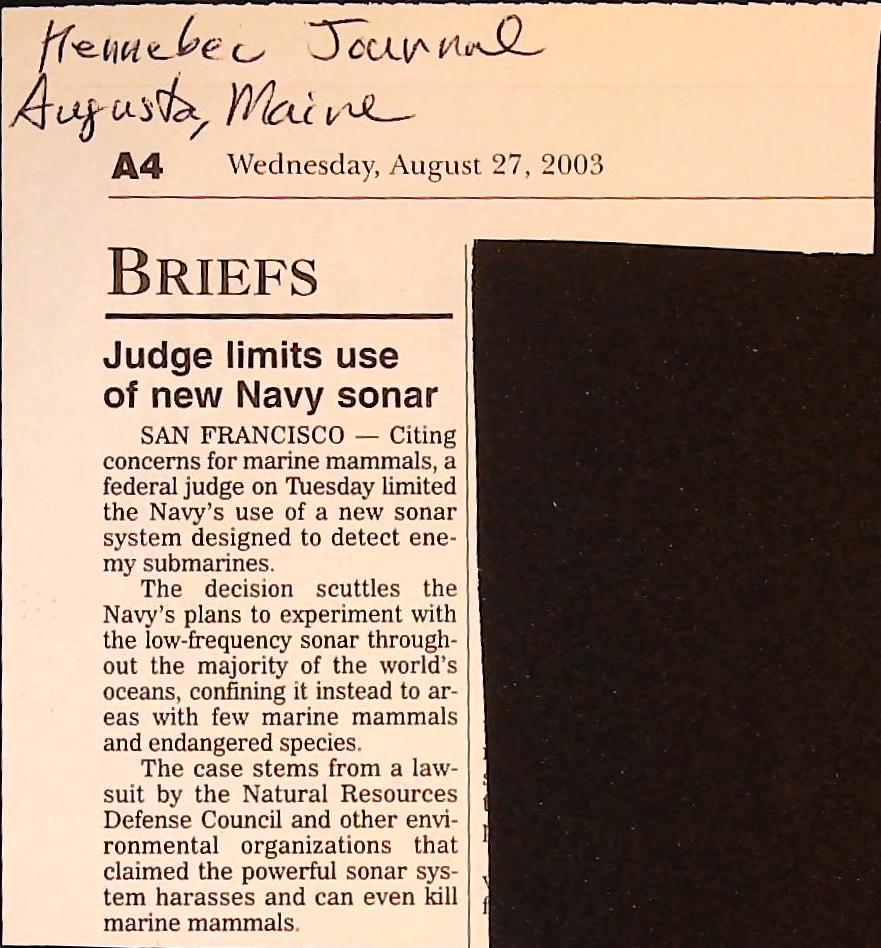 Kennebec Journal
Augusta, Maine
A4 Wednesday, August 27, 2003
BRIEFS
Judge limits use
of new Navy sonar
SAN FRANCISCO — Citing
concerns for marine mammals, a
federal judge on Tuesday limited
the Navy's use of a new sonar
system designed to detect ene-
my submarines.
The decision scuttles the
Navy's plans to experiment with
the low-frequency sonar through-
out the majority of the world's
oceans, confining it instead to ar-
eas with few marine mammals
and endangered species.
The case stems from a law-
suit by the Natural Resources
Defense Council and other envi-
ronmental organizations that
claimed the powerful sonar sys-
tem harasses and can even kill
marine mammals.